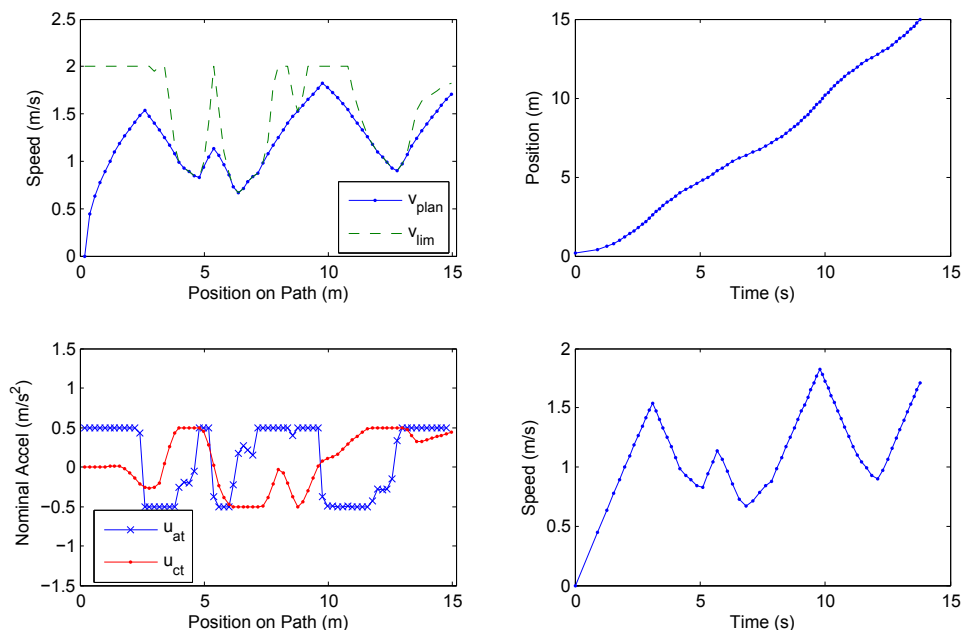 2.5
2
1.5
1
0.5
0
Speed (m/s)
v_plan
v_lim
0 5 10 15
Position on Path (m)
15
10
5
0
Position (m)
0 5 10 15
Time (s)
1.5
1
0.5
0
−0.5
−1
−1.5
Nominal Accel (m/s²)
u_at
u_ct
0 5 10 15
Position on Path (m)
2
1.5
1
0.5
0
Speed (m/s)
0 5 10 15
Time (s)